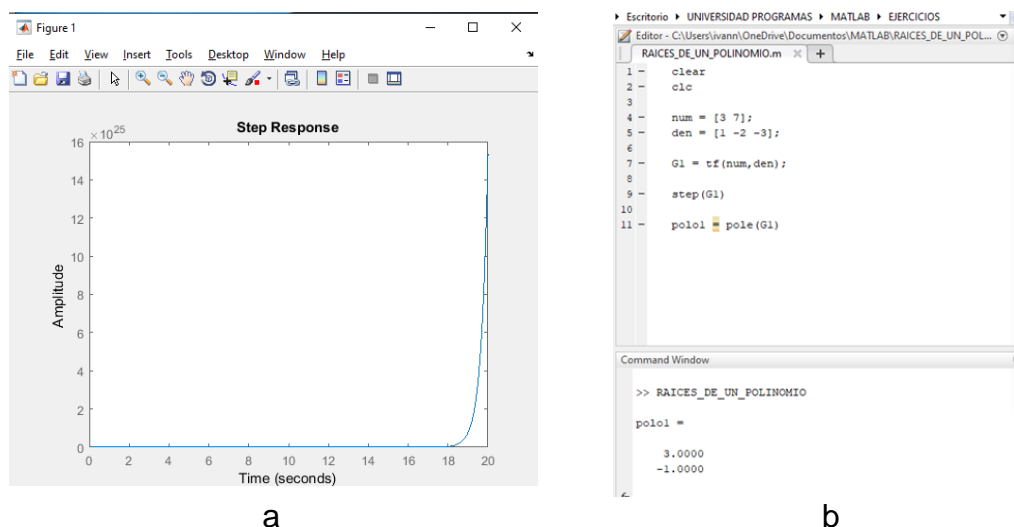 Figure 1
File Edit View Insert Tools Desktop Window Help
Step Response
×10^25
16
14
12
10
8
6
4
2
0
Amplitude
0 2 4 6 8 10 12 14 16 18 20
Time (seconds)
a
Escritorio ▸ UNIVERSIDAD PROGRAMAS ▸ MATLAB ▸ EJERCICIOS
Editor - C:\Users\ivann\OneDrive\Documentos\MATLAB\RAICES_DE_UN_POL...
RAICES_DE_UN_POLINOMIO.m × +
1 - clear
2 - clc
3
4 - num = [3 7];
5 - den = [1 -2 -3];
6
7 - G1 = tf(num,den);
8
9 - step(G1)
10
11 - polo1 = pole(G1)
Command Window
>> RAICES_DE_UN_POLINOMIO
polo1 =
3.0000
-1.0000
b